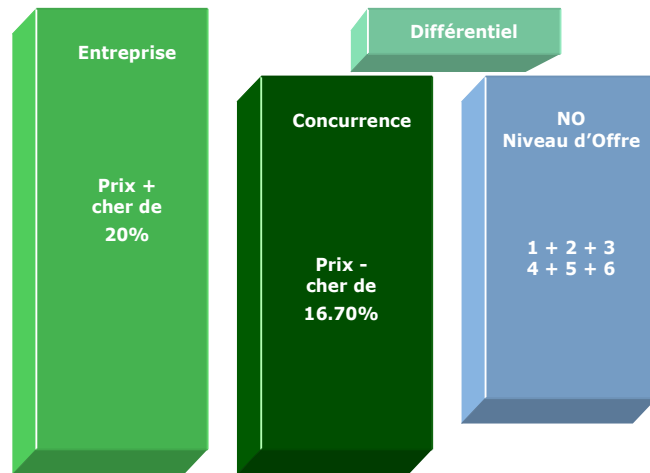 Entreprise
Prix +
cher de
20%
Différentiel
Concurrence
Prix -
cher de
16.70%
NO
Niveau d’Offre
1 + 2 + 3
4 + 5 + 6